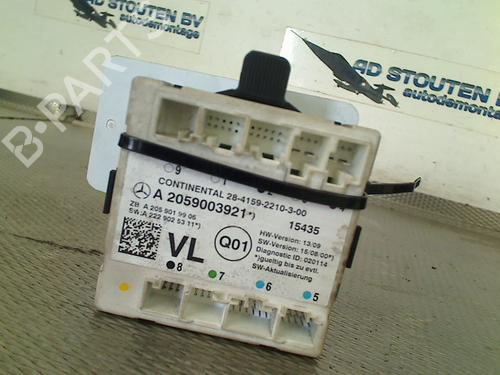 AD STOUTEN BV
autodemontage
AD STOUTEN BV
autodemontage
B-PARTS
9
CONTINENTAL 28-4159-2210-3-00
A 2059003921*)
15435
ZB A 205 901 99 06
SW:A 222 902 53 11*)
HW-Version: 13/09
SW-Version: 15/08/00*)
Diagnostic ID: 020114
*)gueltig bis zu evtl.
SW-Aktualisierung
VL
Q01
8
7
6
5